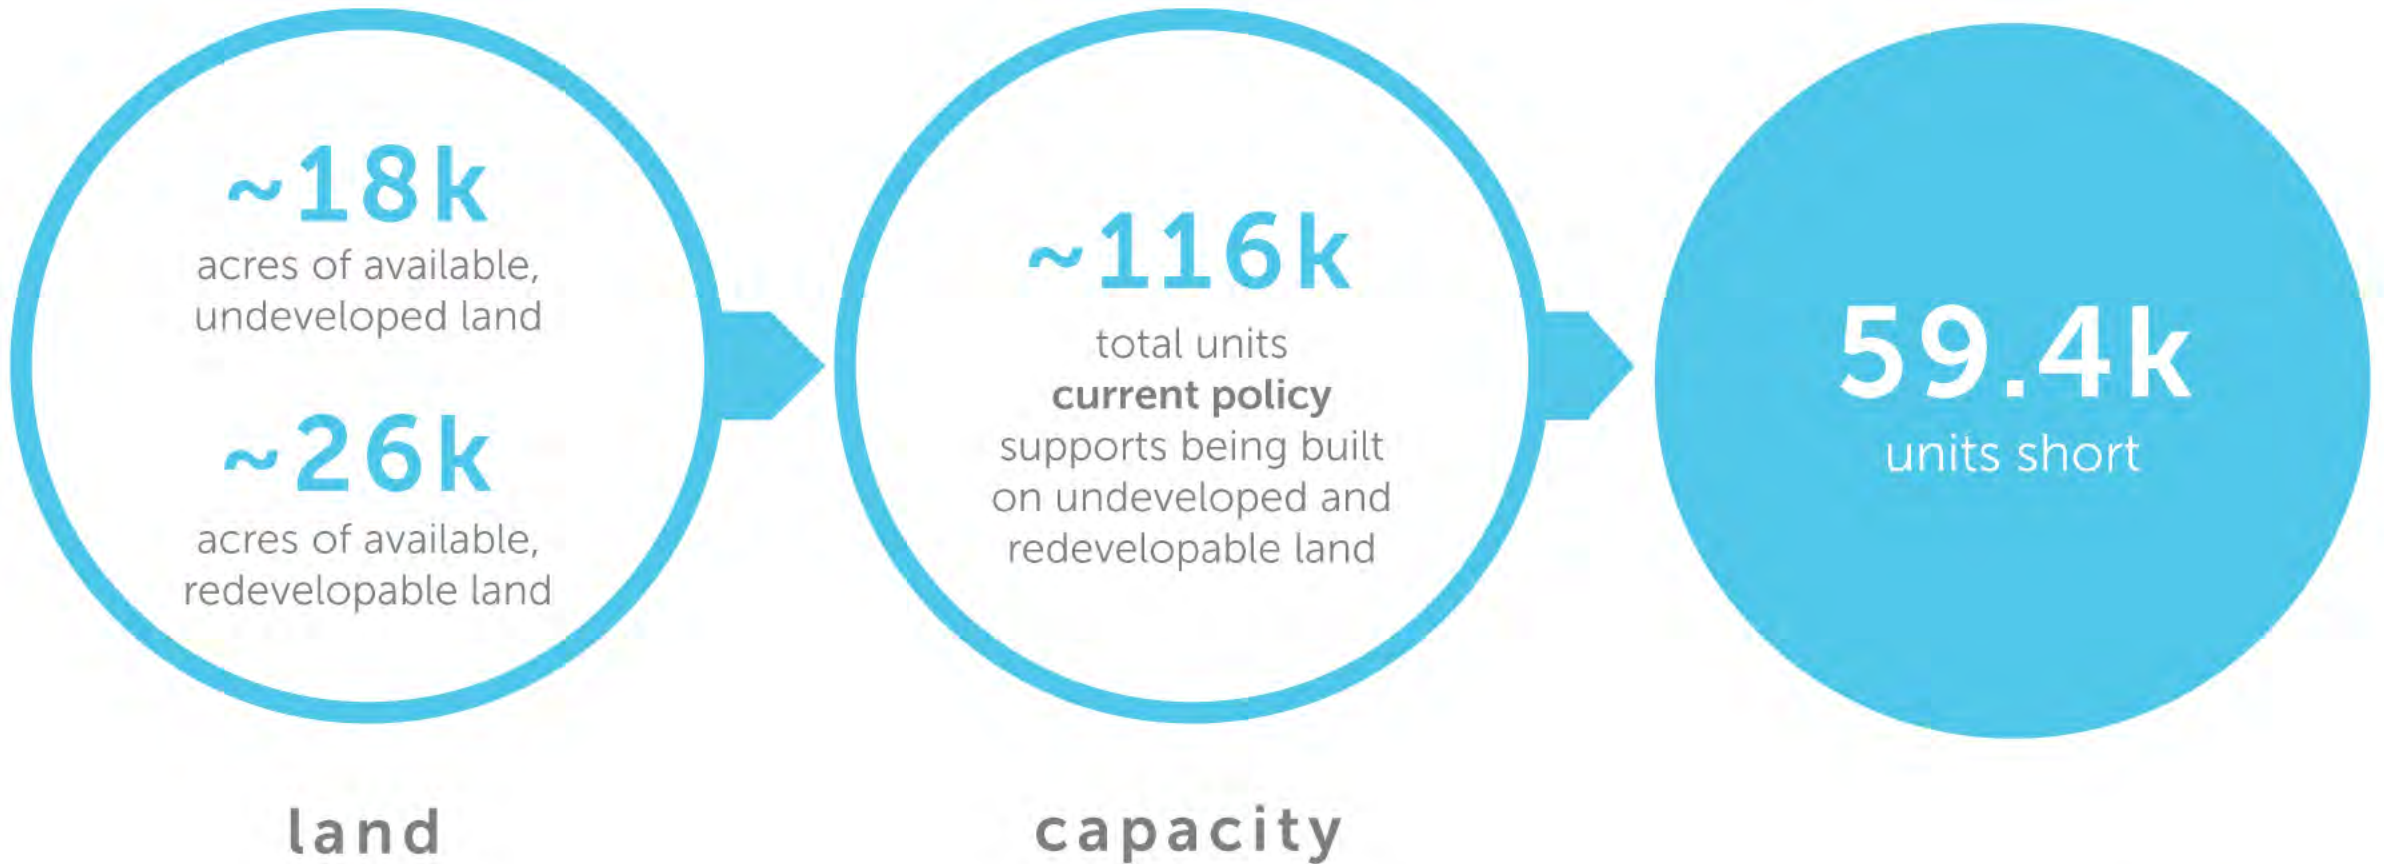 ~18k
acres of available,
undeveloped land
~26k
acres of available,
redevelopable land
land
~116k
total units
current policy
supports being built
on undeveloped and
redevelopable land
capacity
59.4k
units short